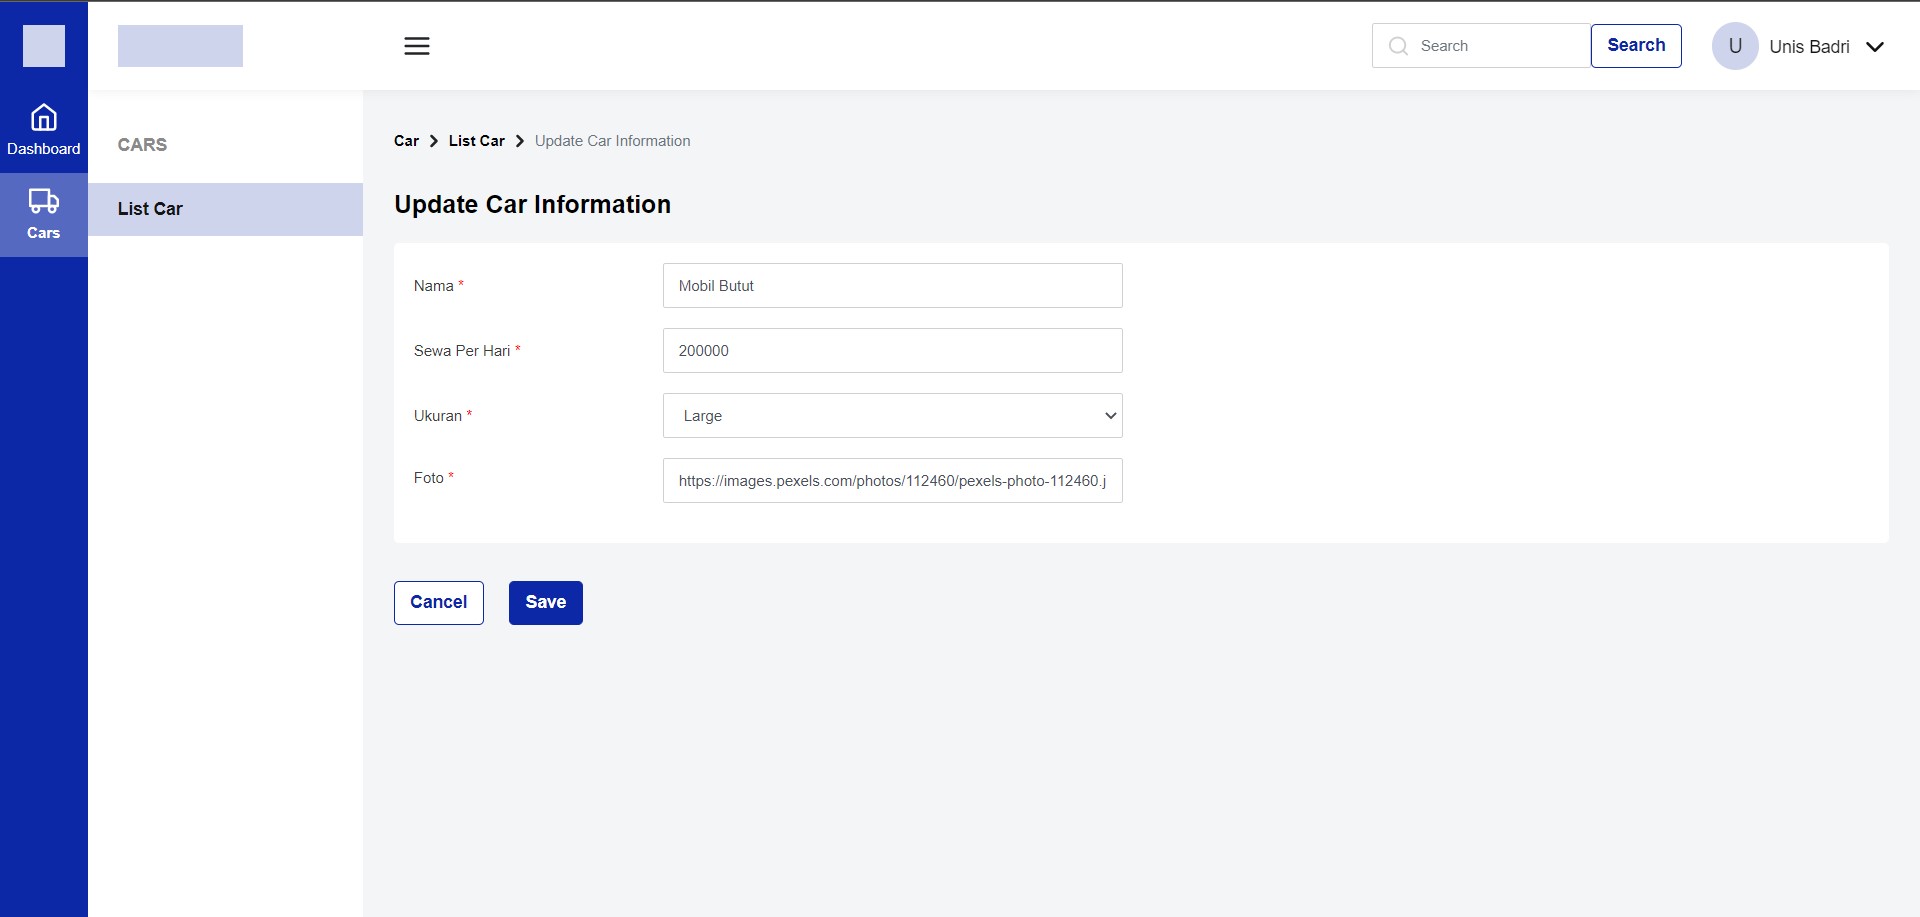 Search
Search
U
Unis Badri
Dashboard
Cars
CARS
List Car
Car
List Car
Update Car Information
Update Car Information
Nama *
Mobil Butut
Sewa Per Hari *
200000
Ukuran *
Large
Foto *
https://images.pexels.com/photos/112460/pexels-photo-112460.j
Cancel
Save